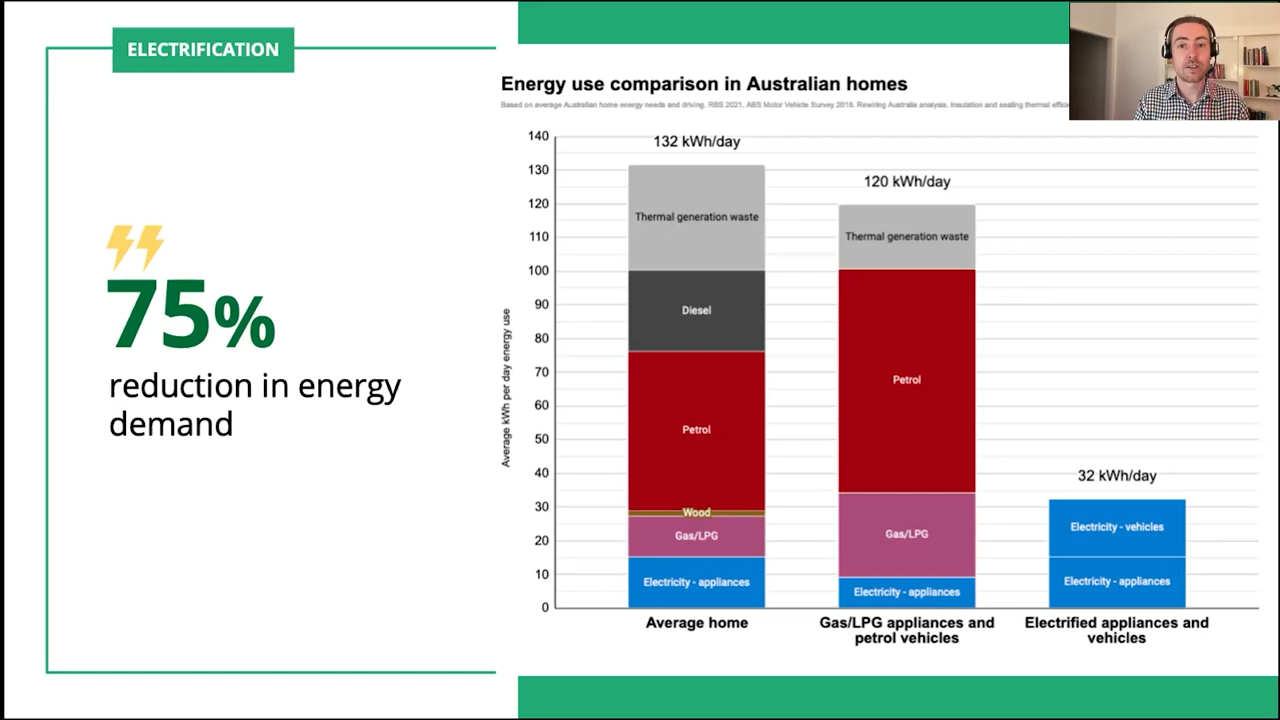 ELECTRIFICATION
75%
reduction in energy
demand
Energy use comparison in Australian homes
Based on average Australian home energy needs and driving. RBS 2021. ABS Motor Vehicle Survey 2018. Rewiring Australia analysis. Insulation and sealing thermal
Average kWh per day energy use
140
130
120
110
100
90
80
70
60
50
40
30
20
10
0
132 kWh/day
Thermal generation waste
Diesel
Petrol
Wood
Gas/LPG
Electricity - appliances
Average home
120 kWh/day
Thermal generation waste
Petrol
Gas/LPG
Electricity - appliances
Gas/LPG appliances and
petrol vehicles
32 kWh/day
Electricity - vehicles
Electricity - appliances
Electrified appliances and
vehicles